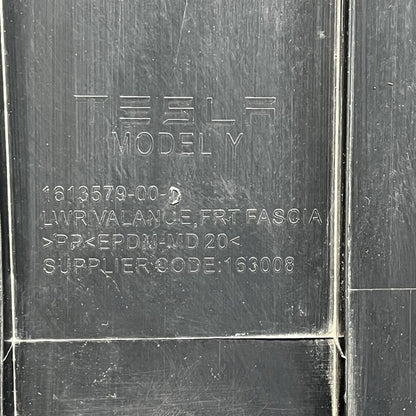 TESLA
MODEL Y
1613579-00-D
LWR VALANCE, FRT FASCIA
>PP<EPDM-MD 20<
SUPPLIER CODE:163008